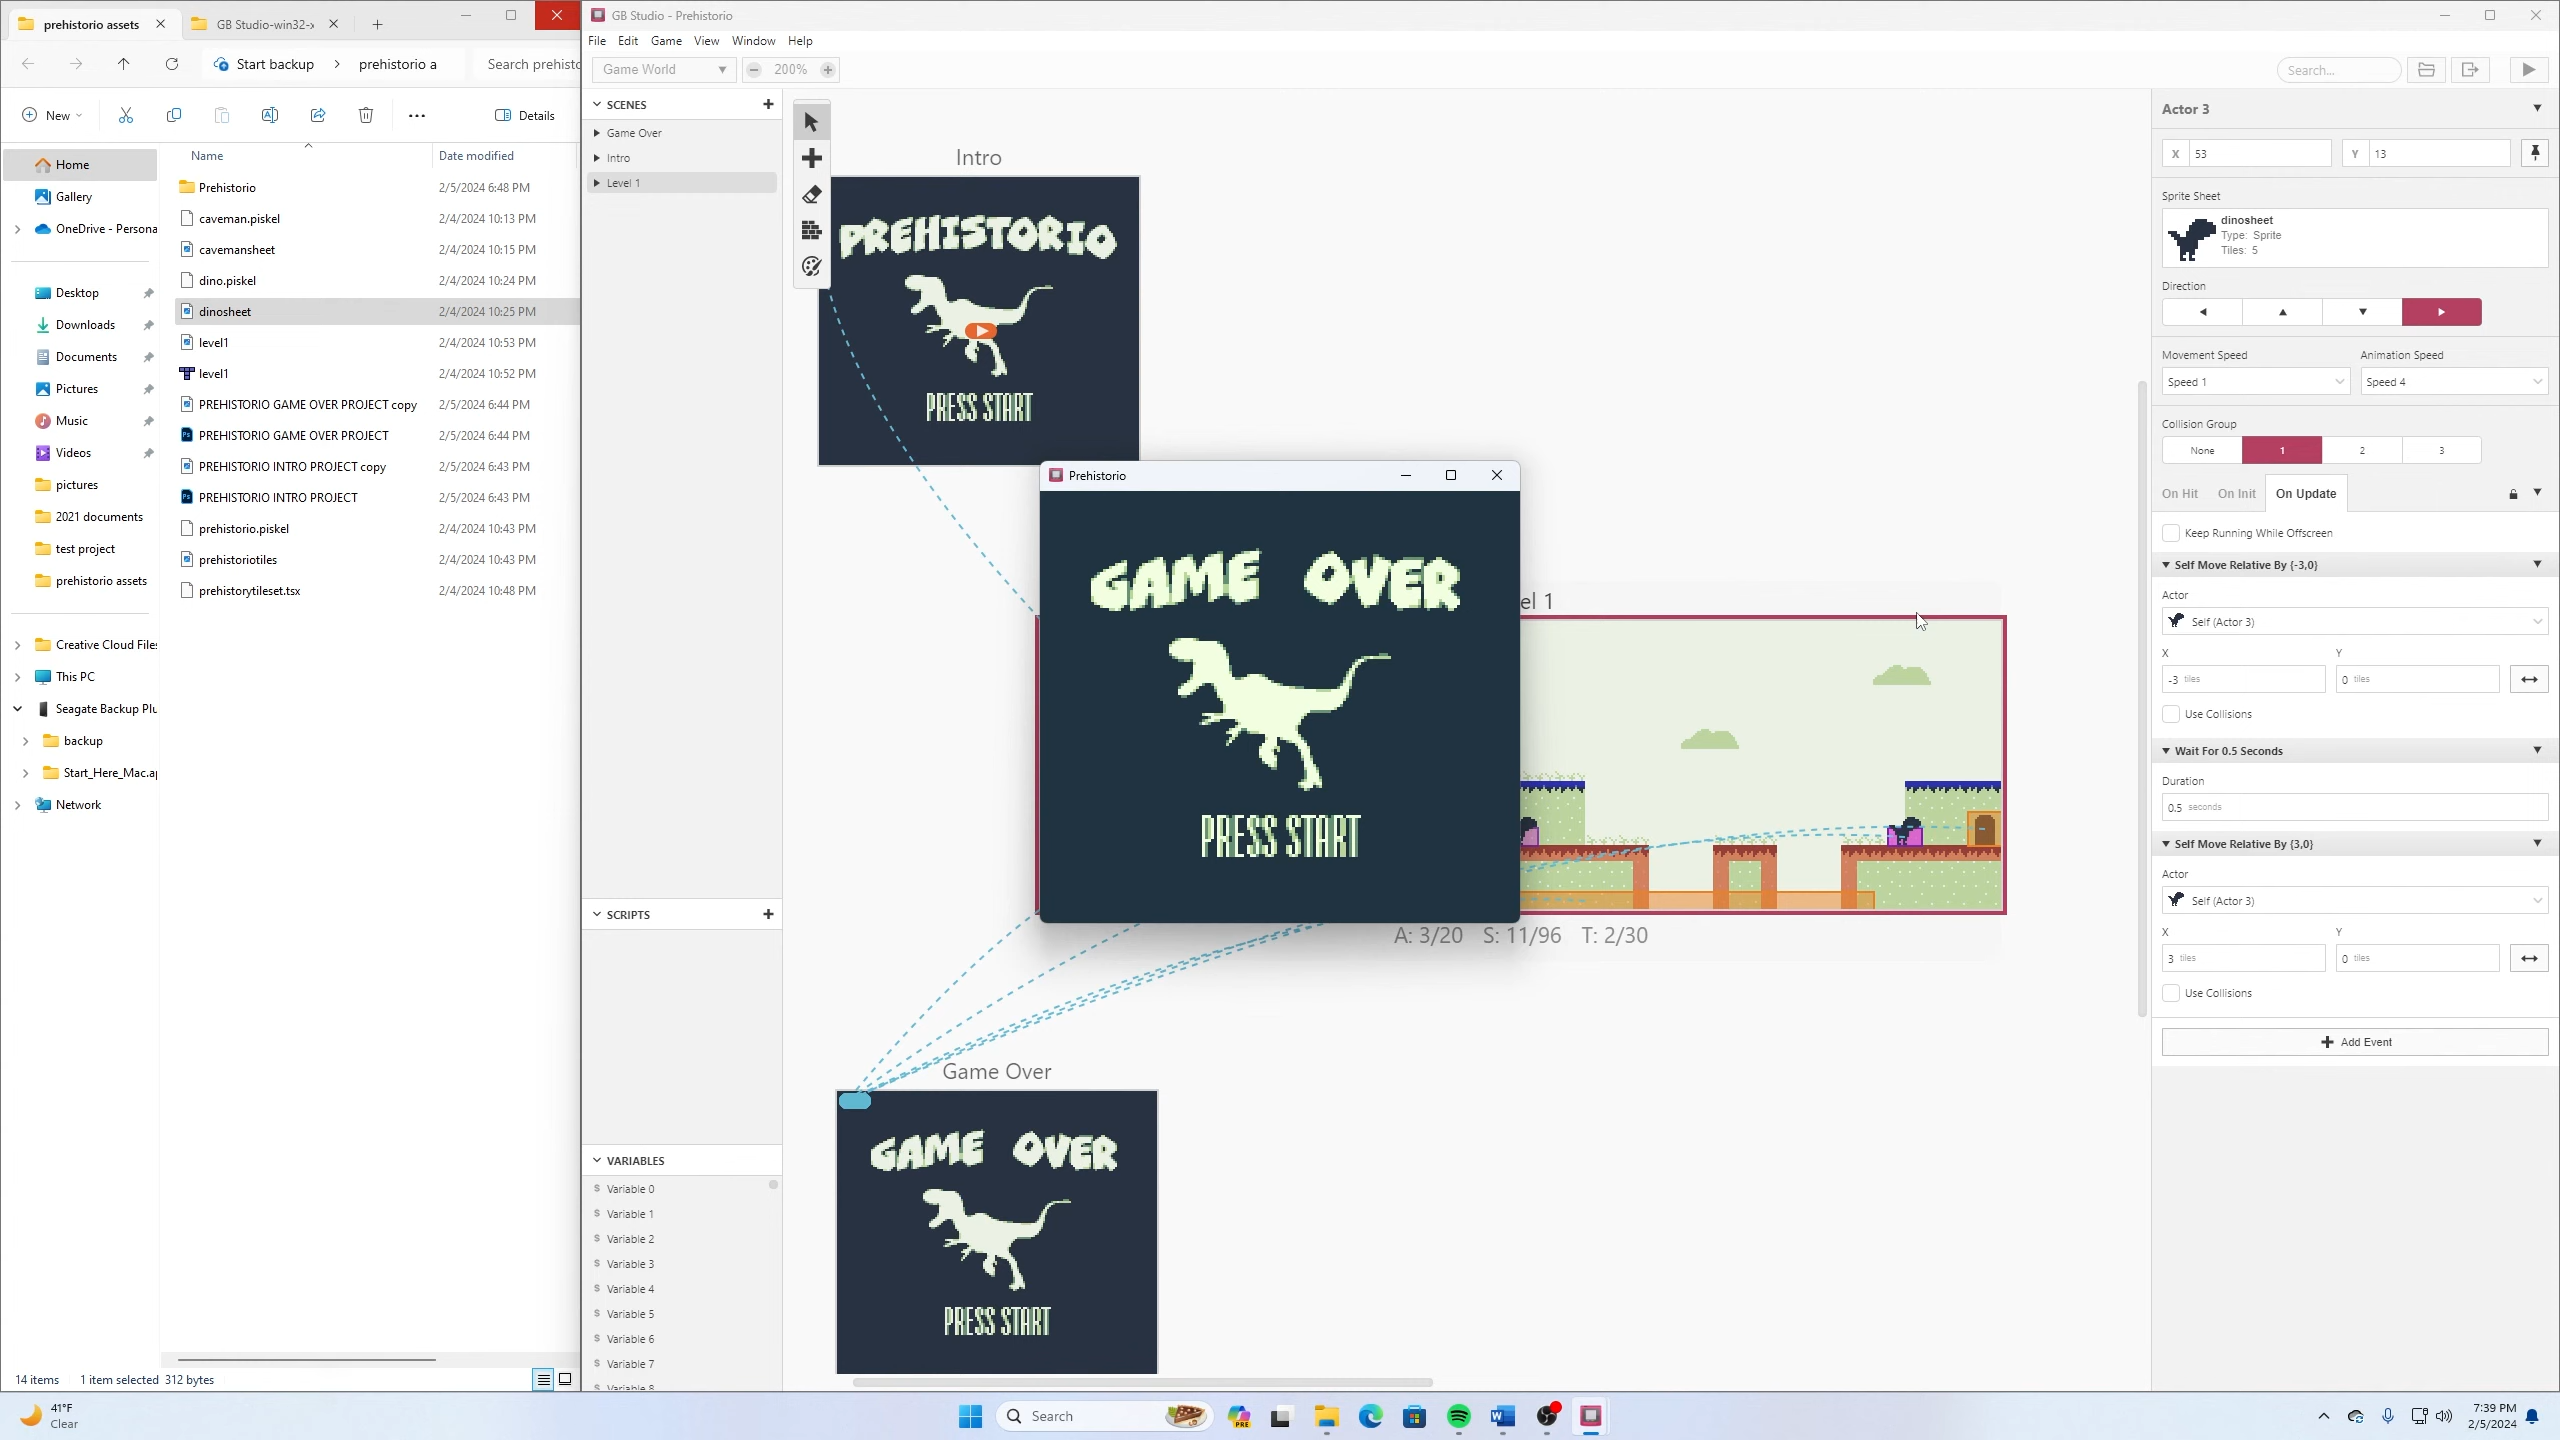 prehistorio assets
GB Studio-win32-x
Start backup
prehistorio a
Search prehisto
New
Details
Name
Date modified
Home
Gallery
OneDrive - Persona
Desktop
Downloads
Documents
Pictures
Music
Videos
pictures
2021 documents
test project
prehistorio assets
Creative Cloud Files
This PC
Seagate Backup Plu
backup
Start_Here_Mac.ap
Network
Prehistorio 2/5/2024 6:48 PM
caveman.piskel 2/4/2024 10:13 PM
cavemansheet 2/4/2024 10:15 PM
dino.piskel 2/4/2024 10:24 PM
dinosheet 2/4/2024 10:25 PM
level1 2/4/2024 10:53 PM
level1 2/4/2024 10:52 PM
PREHISTORIO GAME OVER PROJECT copy 2/5/2024 6:44 PM
PREHISTORIO GAME OVER PROJECT 2/5/2024 6:44 PM
PREHISTORIO INTRO PROJECT copy 2/5/2024 6:43 PM
PREHISTORIO INTRO PROJECT 2/5/2024 6:43 PM
prehistorio.piskel 2/4/2024 10:43 PM
prehistoriotiles 2/4/2024 10:43 PM
prehistorytileset.tsx 2/4/2024 10:48 PM
14 items 1 item selected 312 bytes
GB Studio - Prehistorio
File Edit Game View Window Help
Game World
200%
Search...
SCENES
Game Over
Intro
Level 1
SCRIPTS
VARIABLES
$ Variable 0
$ Variable 1
$ Variable 2
$ Variable 3
$ Variable 4
$ Variable 5
$ Variable 6
$ Variable 7
$ Variable 8
Intro
PREHISTORIO
PRESS START
Prehistorio
GAME OVER
PRESS START
el 1
A: 3/20 S: 11/96 T: 2/30
Game Over
GAME OVER
PRESS START
Actor 3
X 53
Y 13
Sprite Sheet
dinosheet
Type: Sprite
Tiles: 5
Direction
Movement Speed
Animation Speed
Speed 1
Speed 4
Collision Group
None 1 2 3
On Hit On Init On Update
Keep Running While Offscreen
Self Move Relative By {-3,0}
Actor
Self (Actor 3)
X Y
-3 tiles
0 tiles
Use Collisions
Wait For 0.5 Seconds
Duration
0.5 seconds
Self Move Relative By {3,0}
Actor
Self (Actor 3)
X Y
3 tiles
0 tiles
Use Collisions
Add Event
41°F
Clear
Search
PRE
7:39 PM
2/5/2024